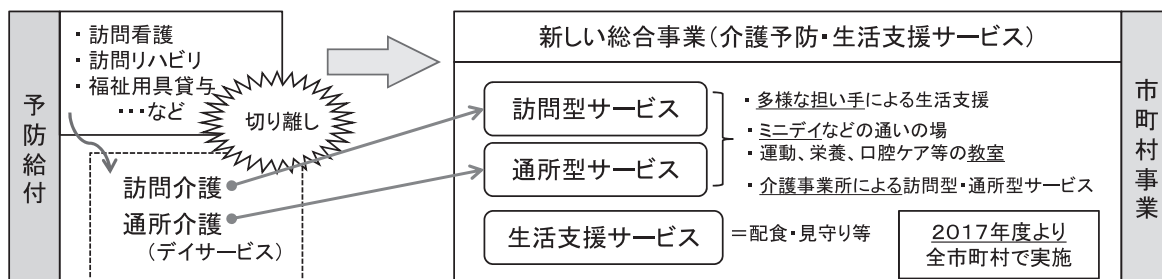 予防給付
・訪問看護
・訪問リハビリ
・福祉用具貸与
・・・など
切り離し
訪問介護
通所介護
(デイサービス)
新しい総合事業(介護予防・生活支援サービス)
訪問型サービス
通所型サービス
生活支援サービス
・多様な担い手による生活支援
・ミニデイなどの通いの場
・運動、栄養、口腔ケア等の教室
・介護事業所による訪問型・通所型サービス
＝配食・見守り等
2017年度より
全市町村で実施
市町村事業